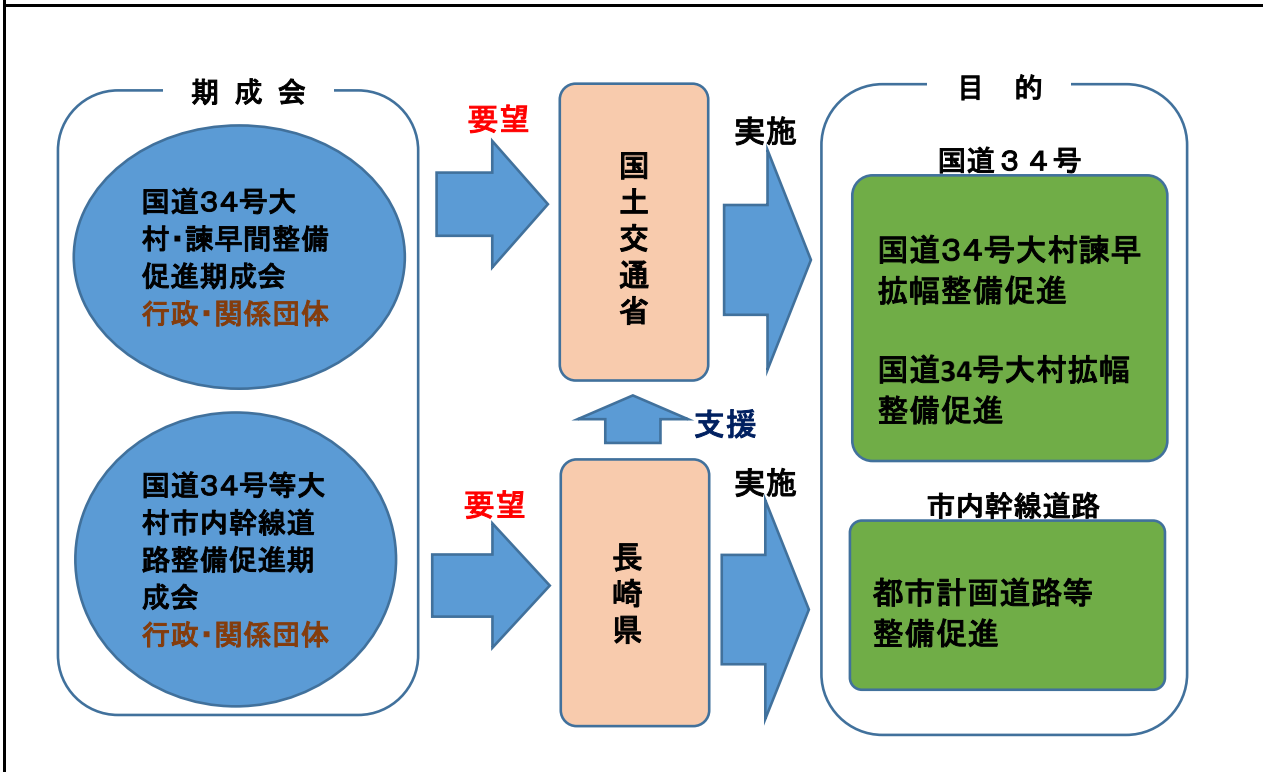 期 成 会
国道34号大
村・諫早間整備
促進期成会
行政・関係団体
国道34号等大
村市内幹線道
路整備促進期
成会
行政・関係団体
要望
要望
国土交通省
支援
長崎県
実施
実施
目 的
国道３４号
国道34号大村諫早
拡幅整備促進
国道34号大村拡幅
整備促進
市内幹線道路
都市計画道路等
整備促進